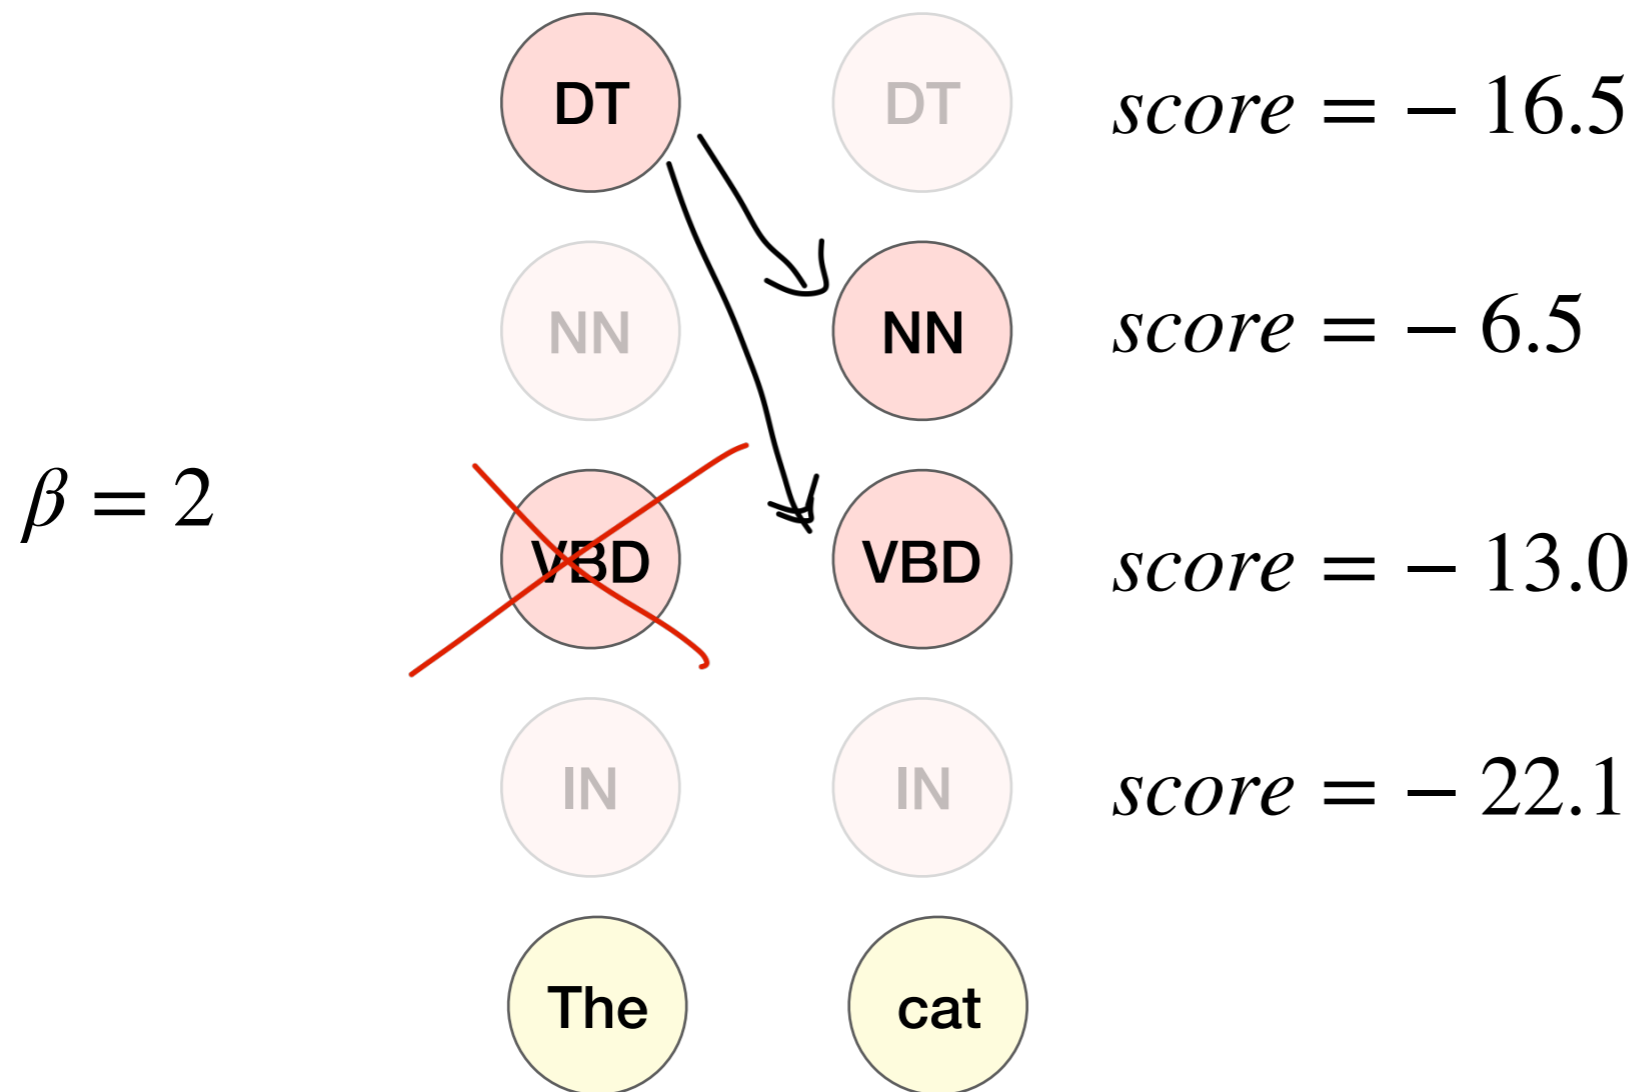 DT DT score = − 16.5
NN NN score = − 6.5
β = 2
VBD VBD score = − 13.0
IN IN score = − 22.1
The cat